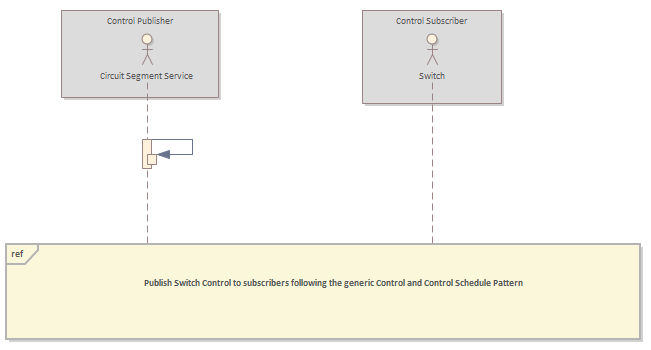 Control Publisher
Control Subscriber
Circuit Segment Service
Switch
ref
Publish Switch Control to subscribers following the generic Control and Control Schedule Pattern